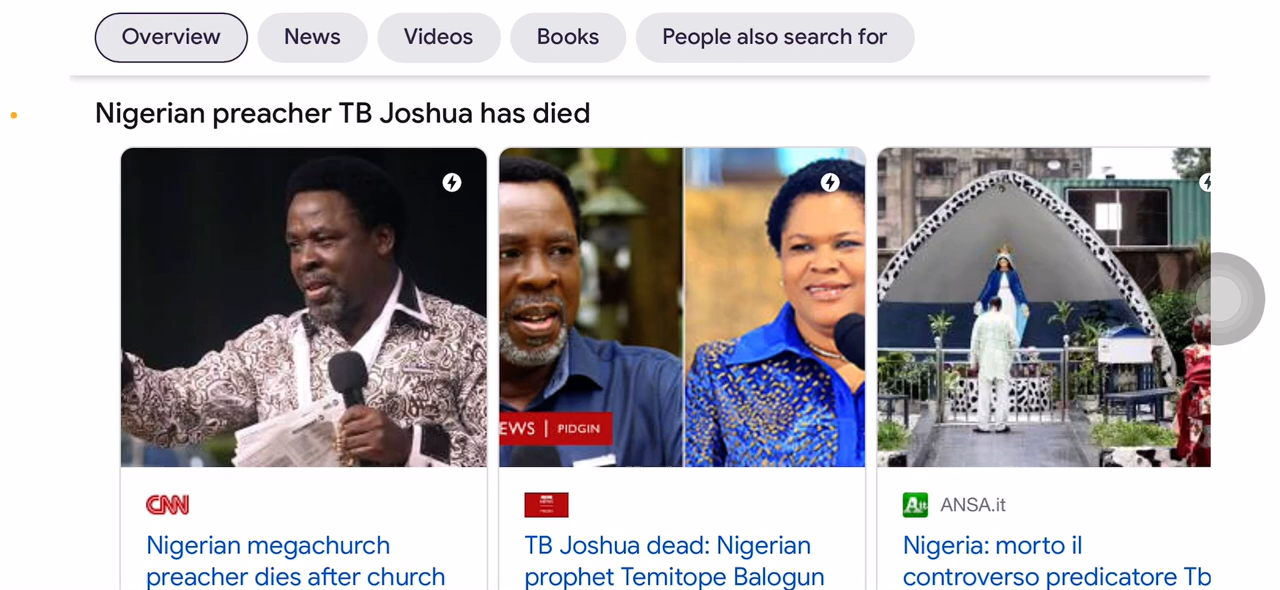 Overview News Videos Books People also search for
Nigerian preacher TB Joshua has died
EWS | PIDGIN
CNN
ANSA.it
Nigerian megachurch
preacher dies after church
TB Joshua dead: Nigerian
prophet Temitope Balogun
Nigeria: morto il
controverso predicatore Tb